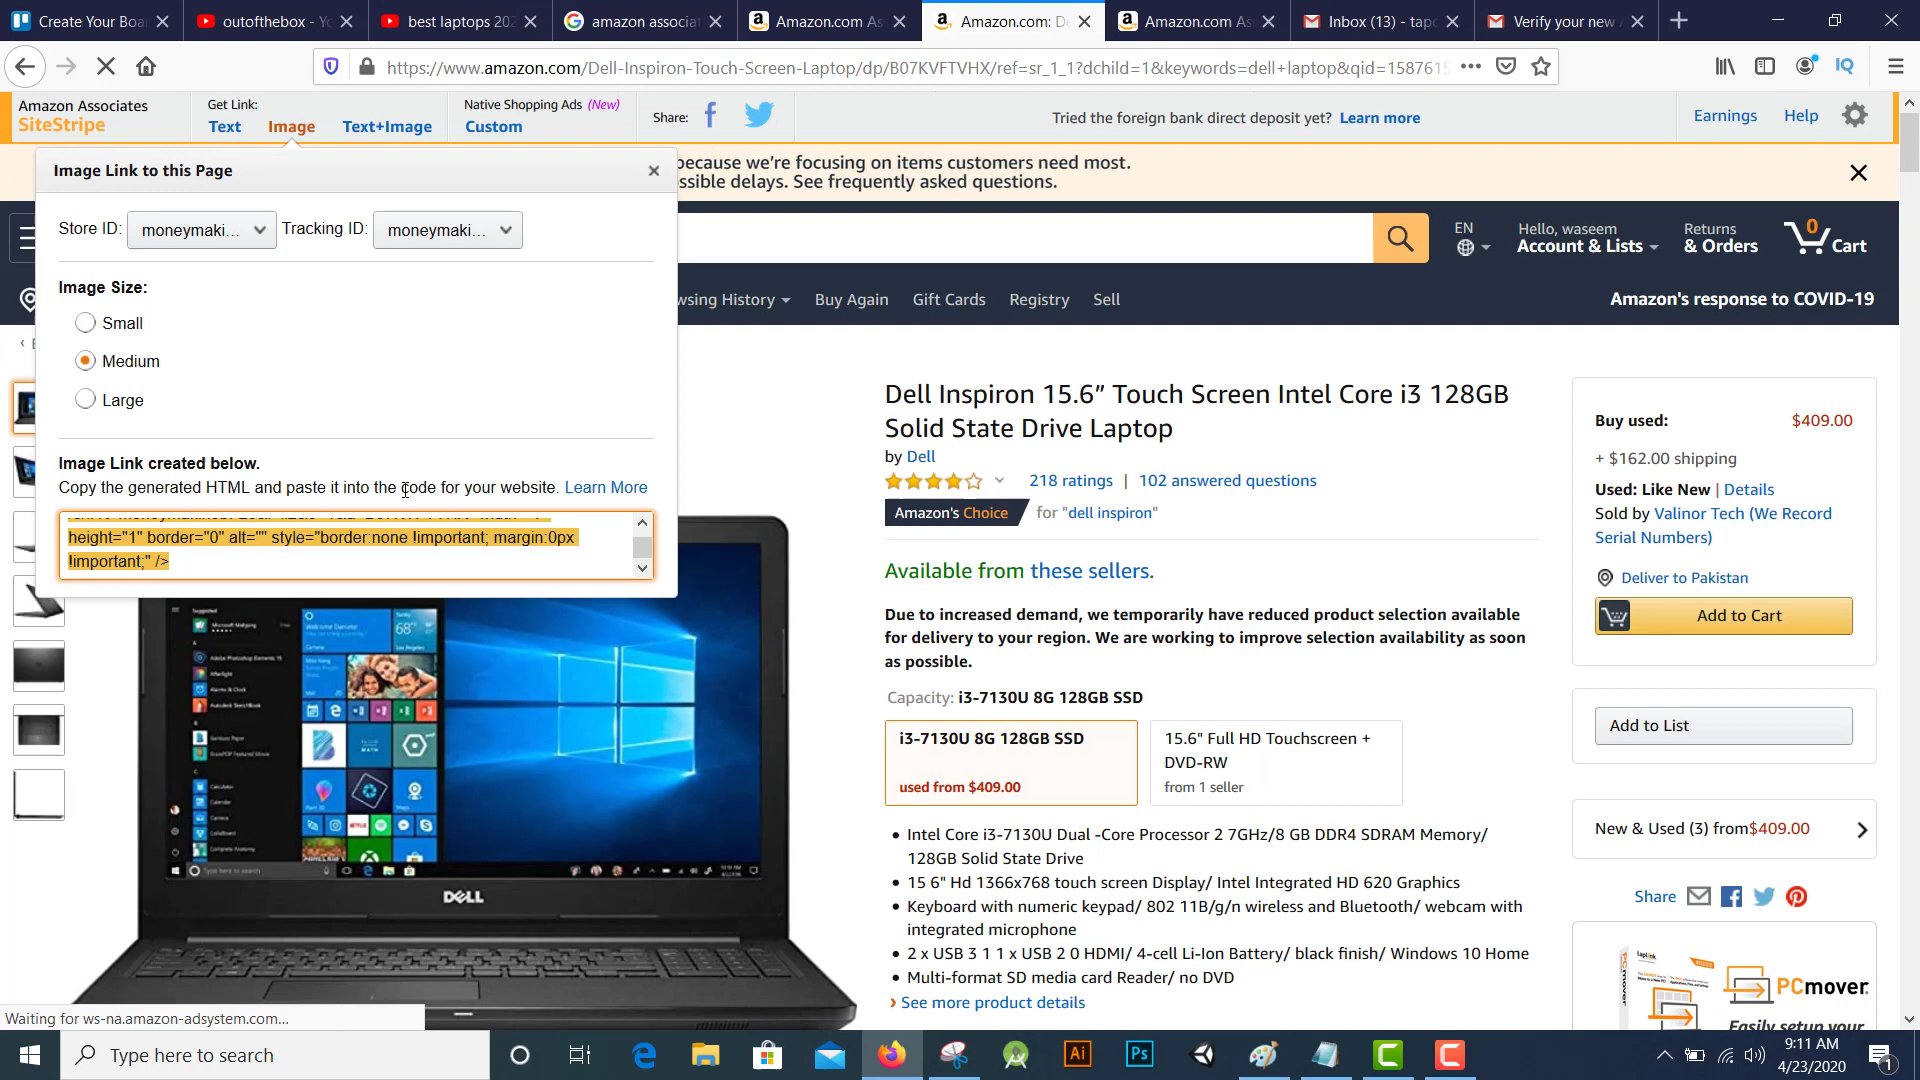 Create Your Boa
outofthebox - Y
best laptops 202
amazon associat
Amazon.com As
Amazon.com: De
Amazon.com As
Inbox (13) - tapo
Verify your new A
https://www.amazon.com/Dell-Inspiron-Touch-Screen-Laptop/dp/B07KVFTVHX/ref=sr_1_1?dchild=1&keywords=dell+laptop&qid=1587615
Amazon Associates
SiteStripe
Get Link:
Text
Image
Text+Image
Native Shopping Ads (New)
Custom
Share:
Tried the foreign bank direct deposit yet? Learn more
Earnings
Help
Image Link to this Page
because we're focusing on items customers need most.
ssible delays. See frequently asked questions.
Store ID: moneymaki...
Tracking ID: moneymaki...
EN
Hello, waseem
Account & Lists
Returns
& Orders
0
Cart
Image Size:
Small
Medium
Large
wsing History
Buy Again
Gift Cards
Registry
Sell
Amazon's response to COVID-19
Image Link created below.
Copy the generated HTML and paste it into the code for your website. Learn More
height="1" border="0" alt="" style="border:none !important; margin:0px
!important;" />
Dell Inspiron 15.6" Touch Screen Intel Core i3 128GB
Solid State Drive Laptop
by Dell
218 ratings | 102 answered questions
Amazon's Choice
for "dell inspiron"
Available from these sellers.
Due to increased demand, we temporarily have reduced product selection available
for delivery to your region. We are working to improve selection availability as soon
as possible.
Capacity: i3-7130U 8G 128GB SSD
i3-7130U 8G 128GB SSD
used from $409.00
15.6" Full HD Touchscreen +
DVD-RW
from 1 seller
Intel Core i3-7130U Dual -Core Processor 2 7GHz/8 GB DDR4 SDRAM Memory/
128GB Solid State Drive
15 6" Hd 1366x768 touch screen Display/ Intel Integrated HD 620 Graphics
Keyboard with numeric keypad/ 802 11B/g/n wireless and Bluetooth/ webcam with
integrated microphone
2 x USB 3 1 1 x USB 2 0 HDMI/ 4-cell Li-Ion Battery/ black finish/ Windows 10 Home
Multi-format SD media card Reader/ no DVD
See more product details
Buy used:
$409.00
+ $162.00 shipping
Used: Like New | Details
Sold by Valinor Tech (We Record
Serial Numbers)
Deliver to Pakistan
Add to Cart
Add to List
New & Used (3) from$409.00
Share
PCmover.
Easily setup your
DELL
68°
Waiting for ws-na.amazon-adsystem.com...
Type here to search
Ai
Ps
9:11 AM
4/23/2020
1